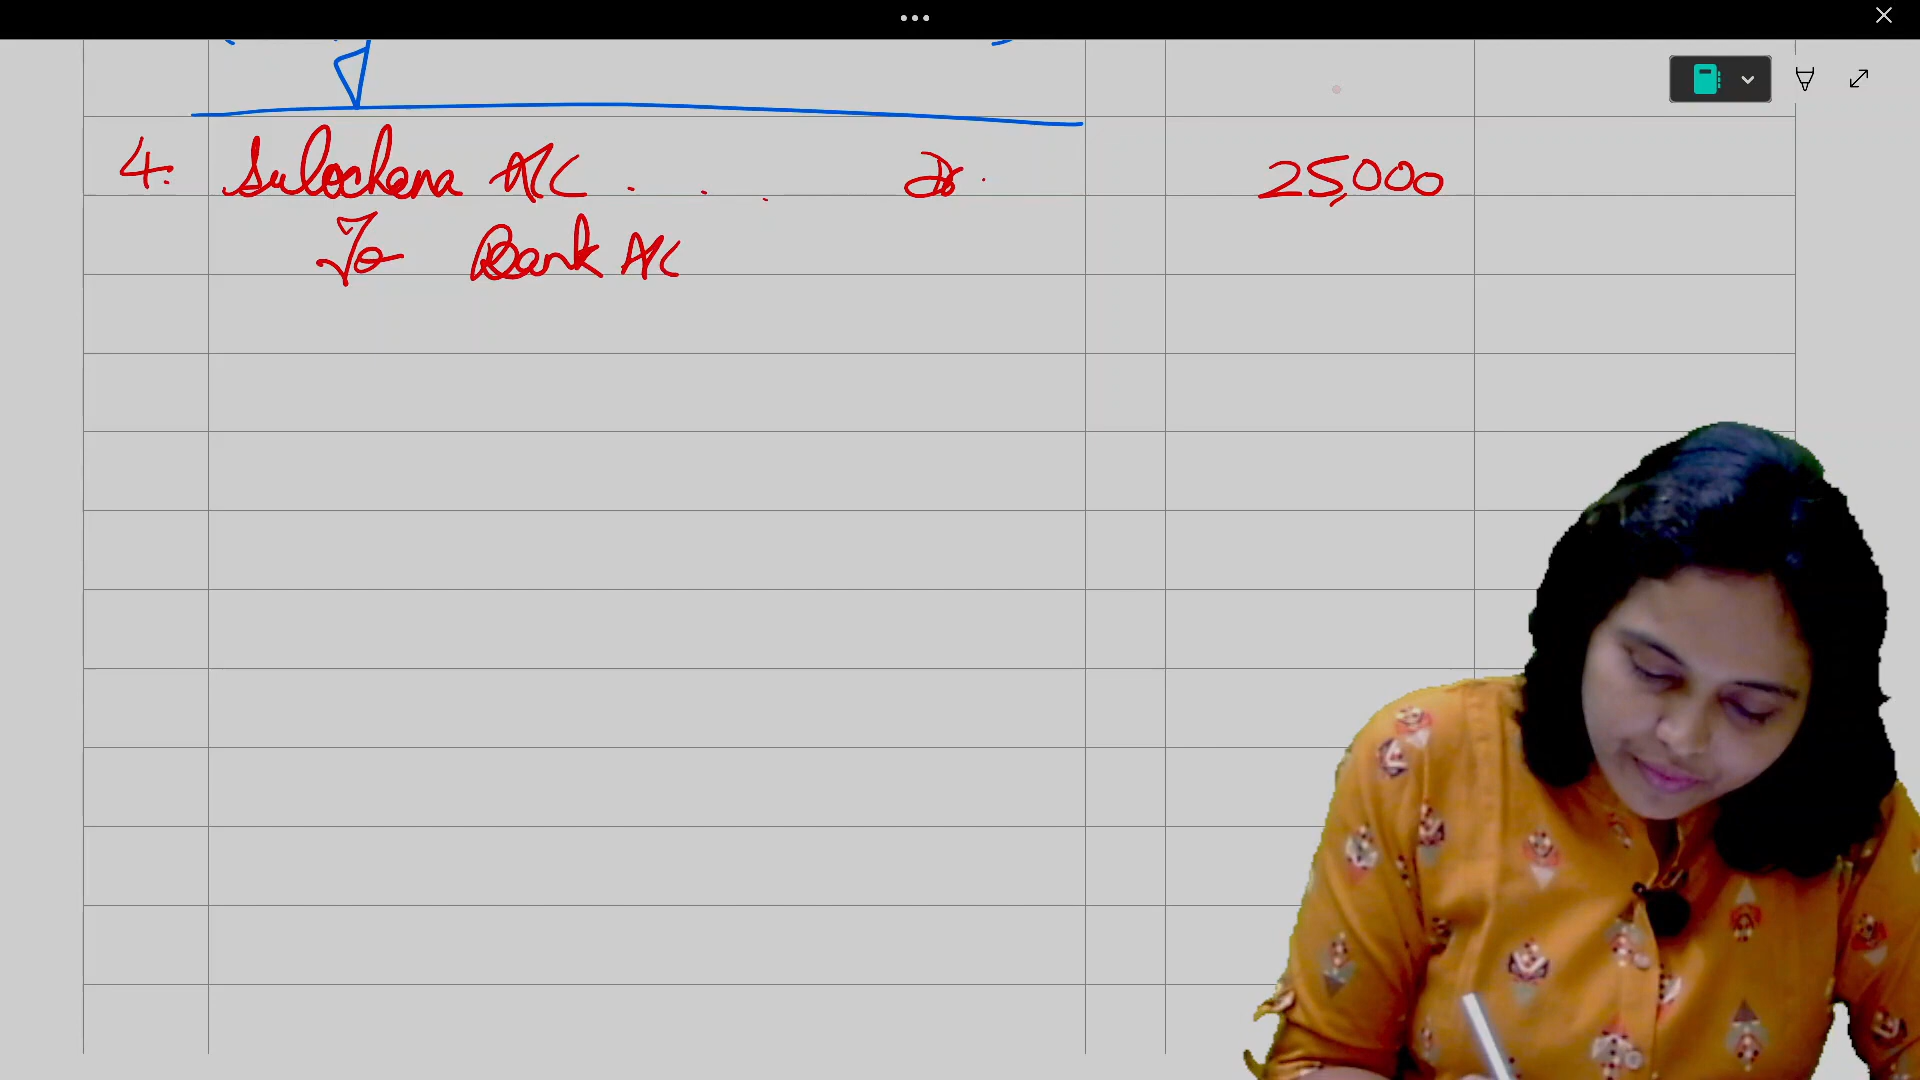 4. Sulochana A/C . . . Dr. 25,000
To Bank A/C